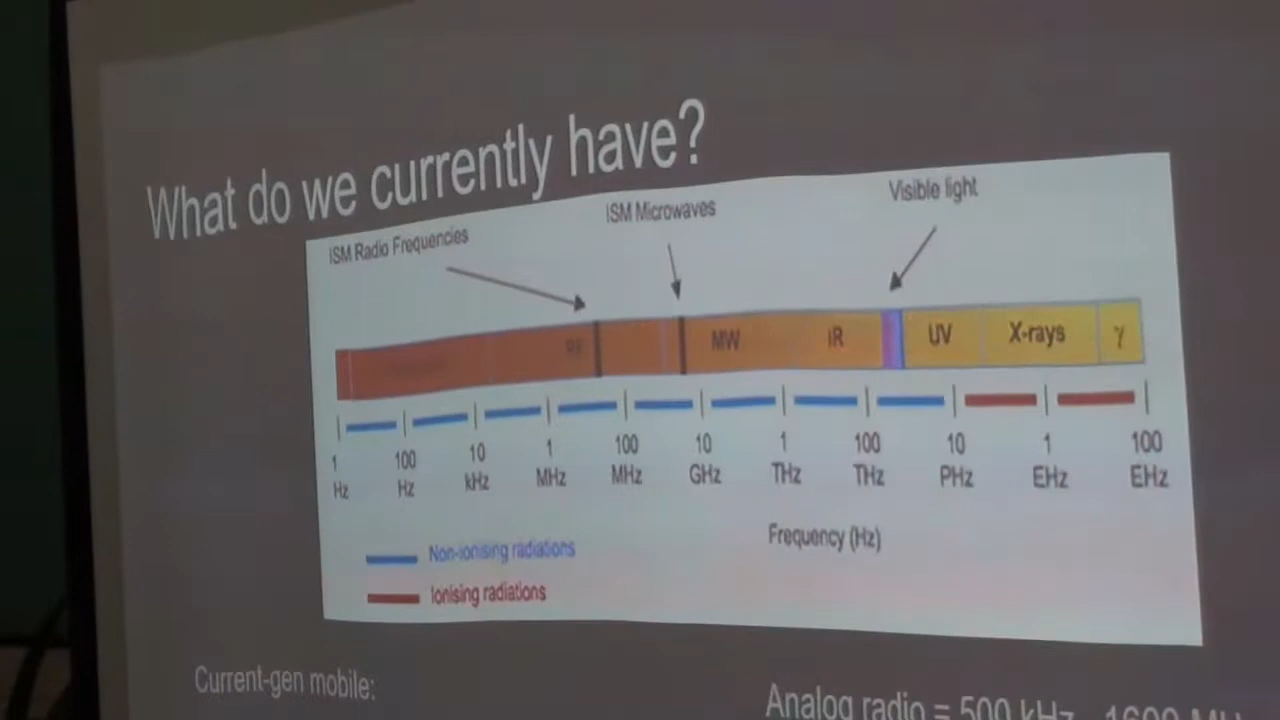 What do we currently have?
ISM Radio Frequencies
ISM Microwaves
Visible light
RF MW IR UV X-rays γ
1 100 10 1 100 10 1 100 10 1 100
Hz Hz kHz MHz MHz GHz THz THz PHz EHz EHz
Frequency (Hz)
Non-ionising radiations
Ionising radiations
Current-gen mobile:
Analog radio = 500 kHz